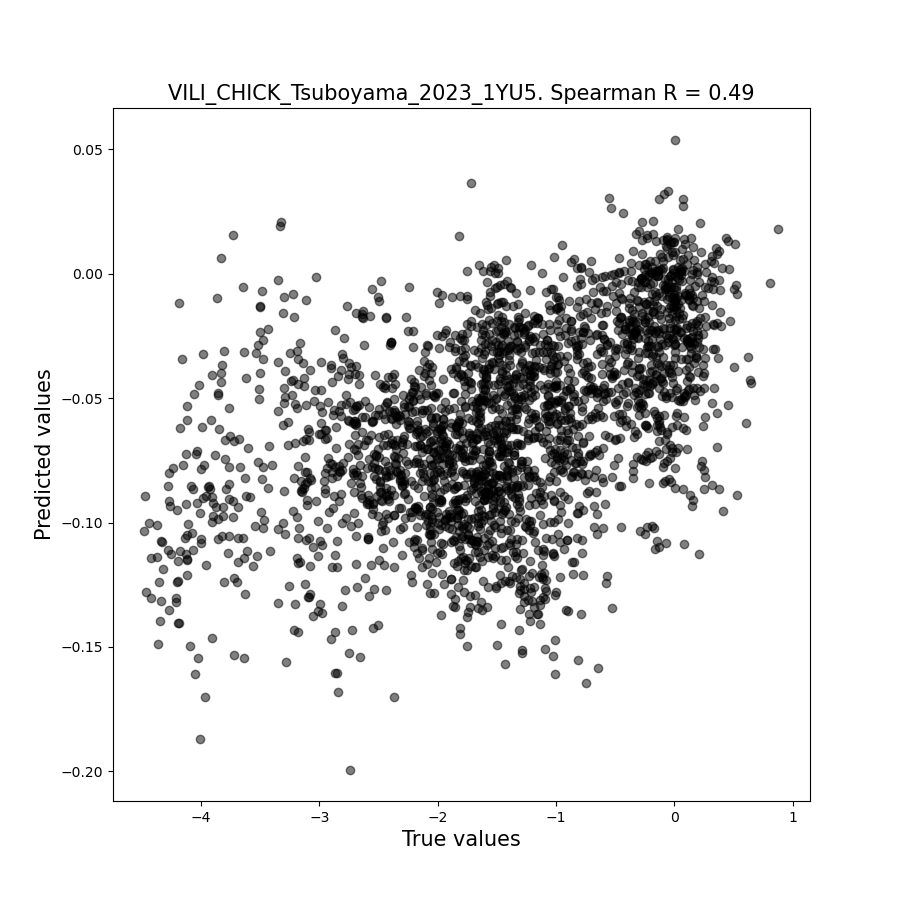 VILI_CHICK_Tsuboyama_2023_1YU5. Spearman R = 0.49
0.05
0.00
−0.05
−0.10
−0.15
−0.20
Predicted values
−4 −3 −2 −1 0 1
True values